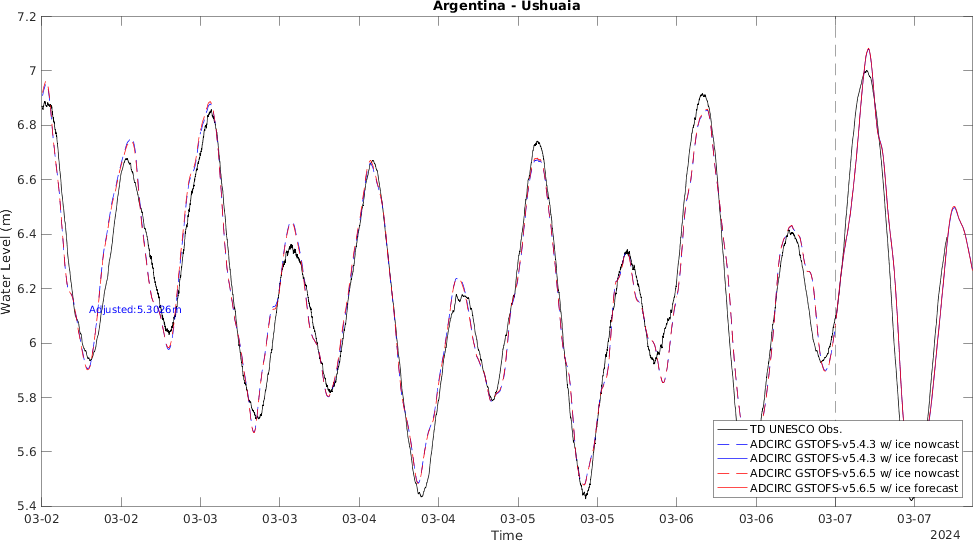 Argentina - Ushuaia
7.2
7
6.8
6.6
6.4
6.2
6
5.8
5.6
5.4
Water Level (m)
Adjusted:5.3026m
TD UNESCO Obs.
ADCIRC GSTOFS-v5.4.3 w/ ice nowcast
ADCIRC GSTOFS-v5.4.3 w/ ice forecast
ADCIRC GSTOFS-v5.6.5 w/ ice nowcast
ADCIRC GSTOFS-v5.6.5 w/ ice forecast
03-02 03-02 03-03 03-03 03-04 03-04 03-05 03-05 03-06 03-06 03-07 03-07
Time
2024